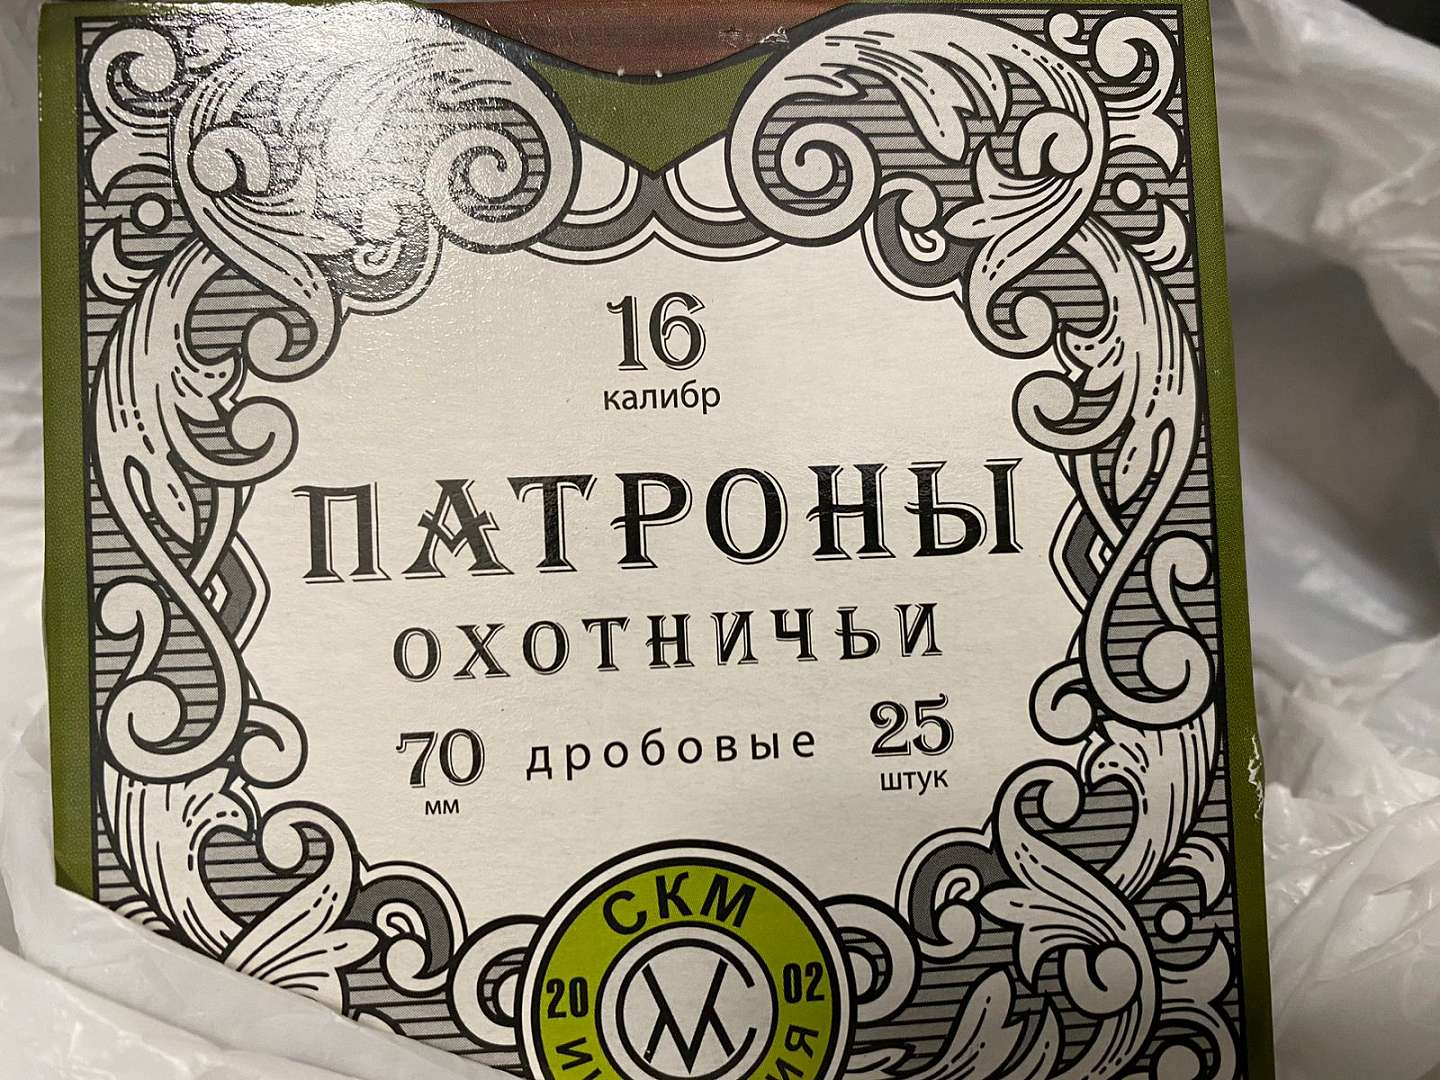 16
калибр
ПАТРОНЫ
ОХОТНИЧЬИ
70
мм
дробовые
25
штук
СКМ
20 02